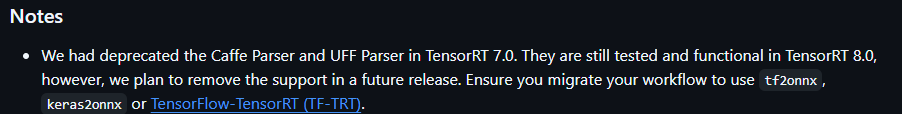 Notes
• We had deprecated the Caffe Parser and UFF Parser in TensorRT 7.0. They are still tested and functional in TensorRT 8.0,
however, we plan to remove the support in a future release. Ensure you migrate your workflow to use tf2onnx,
keras2onnx or TensorFlow-TensorRT (TF-TRT).